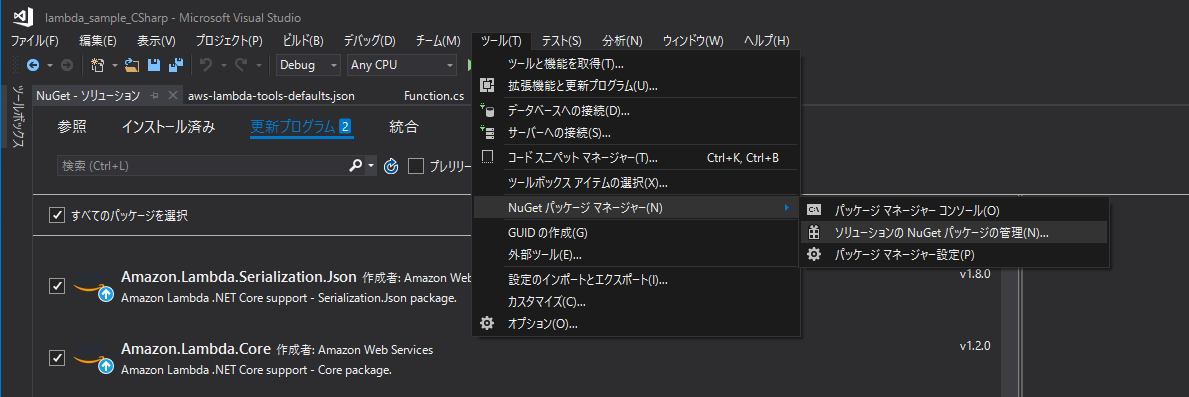 lambda_sample_CSharp - Microsoft Visual Studio
ファイル(F) 編集(E) 表示(V) プロジェクト(P) ビルド(B) デバッグ(D) チーム(M) ツール(T) テスト(S) 分析(N) ウィンドウ(W) ヘルプ(H)
Debug Any CPU
ツールボックス
NuGet - ソリューション aws-lambda-tools-defaults.json Function.cs
参照 インストール済み 更新プログラム 2 統合
検索 (Ctrl+L) プレリリー
すべてのパッケージを選択
Amazon.Lambda.Serialization.Json 作成者: Amazon Web
Amazon Lambda .NET Core support - Serialization.Json package.
v1.8.0
Amazon.Lambda.Core 作成者: Amazon Web Services
Amazon Lambda .NET Core support - Core package.
v1.2.0
ツールと機能を取得(T)...
拡張機能と更新プログラム(U)...
データベースへの接続(D)...
サーバーへの接続(S)...
コード スニペット マネージャー(T)... Ctrl+K, Ctrl+B
ツールボックス アイテムの選択(X)...
NuGet パッケージ マネージャー(N)
GUID の作成(G)
外部ツール(E)...
設定のインポートとエクスポート(I)...
カスタマイズ(C)...
オプション(O)...
パッケージ マネージャー コンソール(O)
ソリューションの NuGet パッケージの管理(N)...
パッケージ マネージャー設定(P)